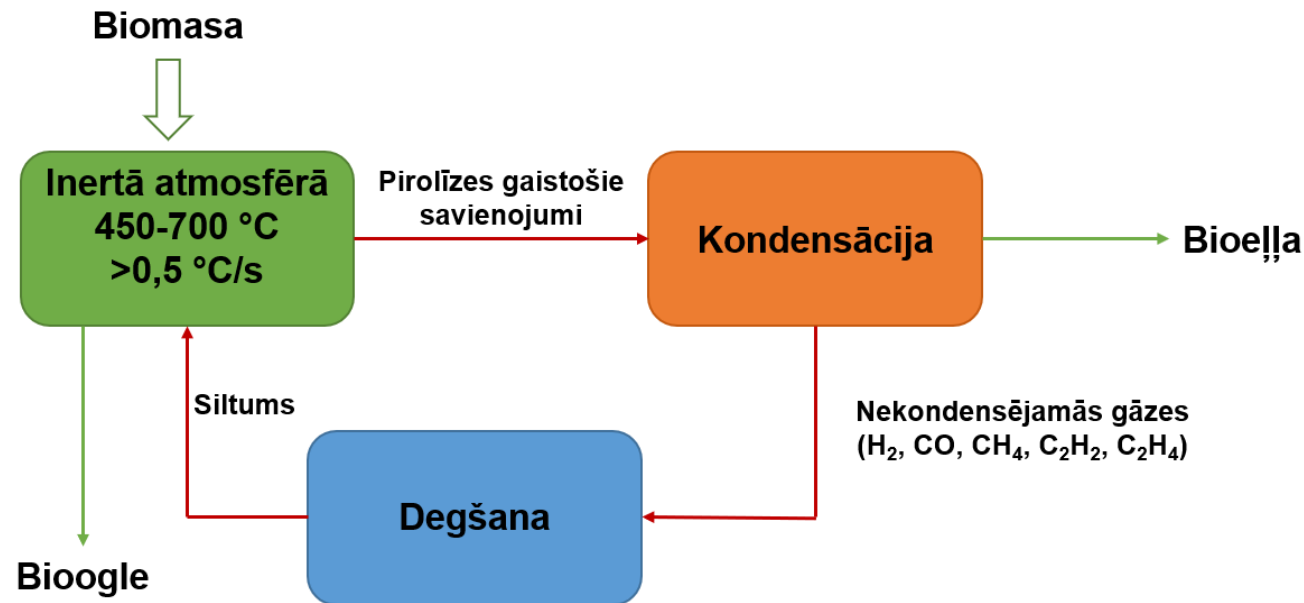 Biomasa
Inertā atmosfērā
450-700 °C
>0,5 °C/s
Pirolīzes gaistošie
savienojumi
Kondensācija
Bioeļļa
Siltums
Nekondensējamās gāzes
(H₂, CO, CH₄, C₂H₂, C₂H₄)
Degšana
Bioogle